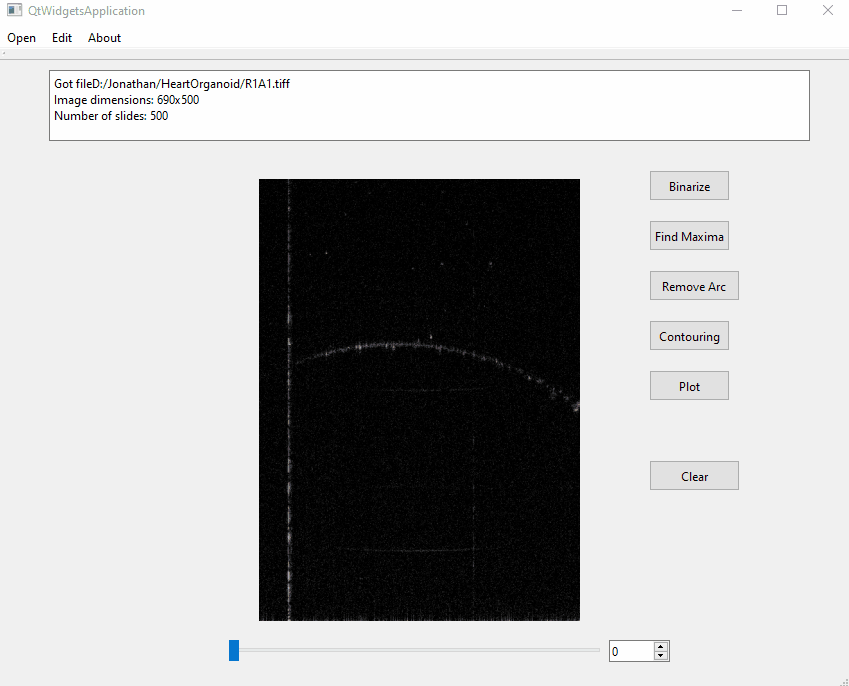 QtWidgetsApplication
Open Edit About
Got fileD:/Jonathan/HeartOrganoid/R1A1.tiff
Image dimensions: 690x500
Number of slides: 500
Binarize
Find Maxima
Remove Arc
Contouring
Plot
Clear
0